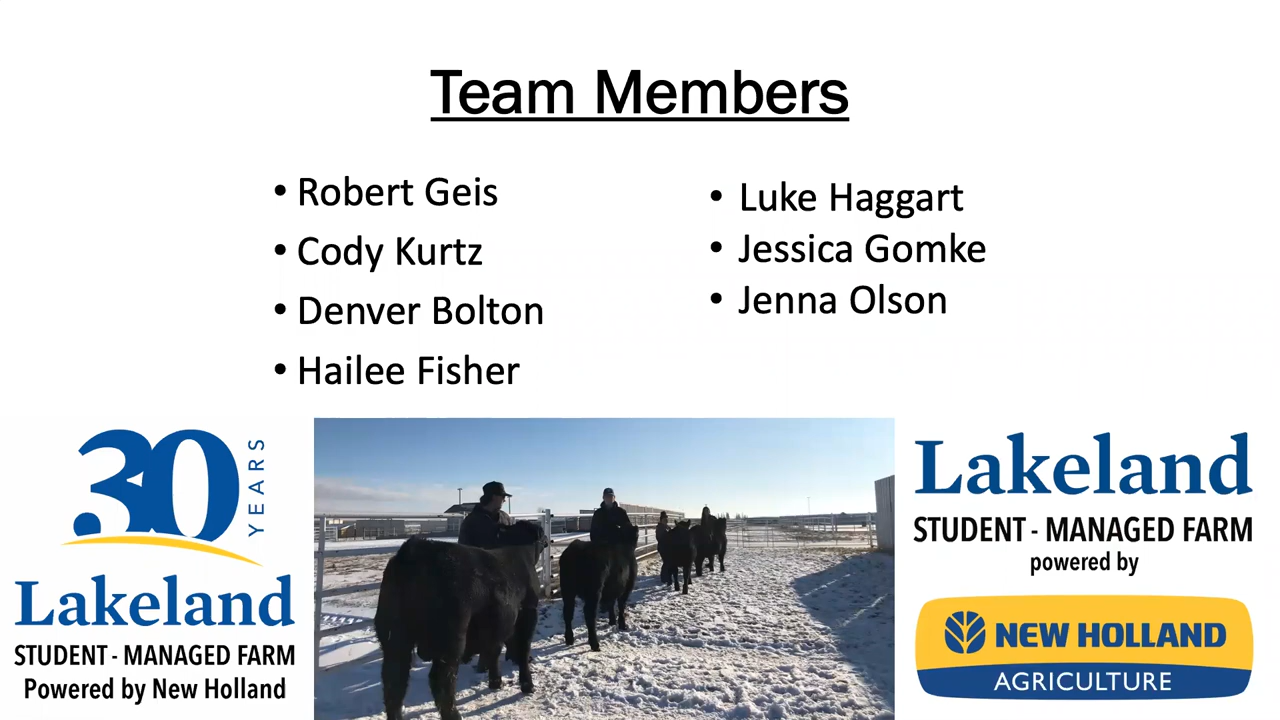 Team Members
• Robert Geis
• Cody Kurtz
• Denver Bolton
• Hailee Fisher
• Luke Haggart
• Jessica Gomke
• Jenna Olson
30 YEARS
Lakeland
STUDENT - MANAGED FARM
Powered by New Holland
Lakeland
STUDENT - MANAGED FARM
powered by
NEW HOLLAND
AGRICULTURE